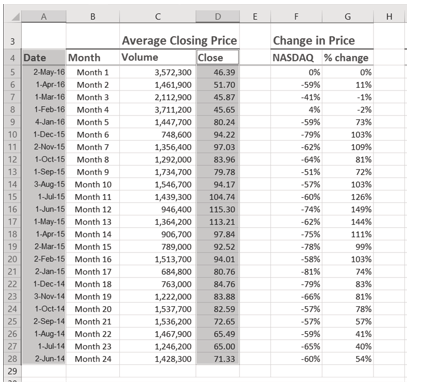 A B C D E F G H
3 Average Closing Price Change in Price
4 Date Month Volume Close NASDAQ % change
5 2-May-16 Month 1 3,572,300 46.39 0% 0%
6 1-Apr-16 Month 2 1,461,900 51.70 -59% 11%
7 1-Mar-16 Month 3 2,112,900 45.87 -41% -1%
8 1-Feb-16 Month 4 3,711,200 45.65 4% -2%
9 4-Jan-16 Month 5 1,447,700 80.24 -59% 73%
10 1-Dec-15 Month 6 748,600 94.22 -79% 103%
11 2-Nov-15 Month 7 1,356,400 97.03 -62% 109%
12 1-Oct-15 Month 8 1,292,000 83.96 -64% 81%
13 1-Sep-15 Month 9 1,734,700 79.78 -51% 72%
14 3-Aug-15 Month 10 1,546,700 94.17 -57% 103%
15 1-Jul-15 Month 11 1,439,300 104.74 -60% 126%
16 1-Jun-15 Month 12 946,400 115.30 -74% 149%
17 1-May-15 Month 13 1,364,200 113.21 -62% 144%
18 1-Apr-15 Month 14 906,700 97.84 -75% 111%
19 2-Mar-15 Month 15 789,000 92.52 -78% 99%
20 2-Feb-15 Month 16 1,513,700 94.01 -58% 103%
21 2-Jan-15 Month 17 684,800 80.76 -81% 74%
22 1-Dec-14 Month 18 763,000 84.76 -79% 83%
23 3-Nov-14 Month 19 1,222,000 83.88 -66% 81%
24 1-Oct-14 Month 20 1,537,700 82.59 -57% 78%
25 2-Sep-14 Month 21 1,536,200 72.65 -57% 57%
26 1-Aug-14 Month 22 1,467,900 65.49 -59% 41%
27 1-Jul-14 Month 23 1,246,200 65.00 -65% 40%
28 2-Jun-14 Month 24 1,428,300 71.33 -60% 54%
29